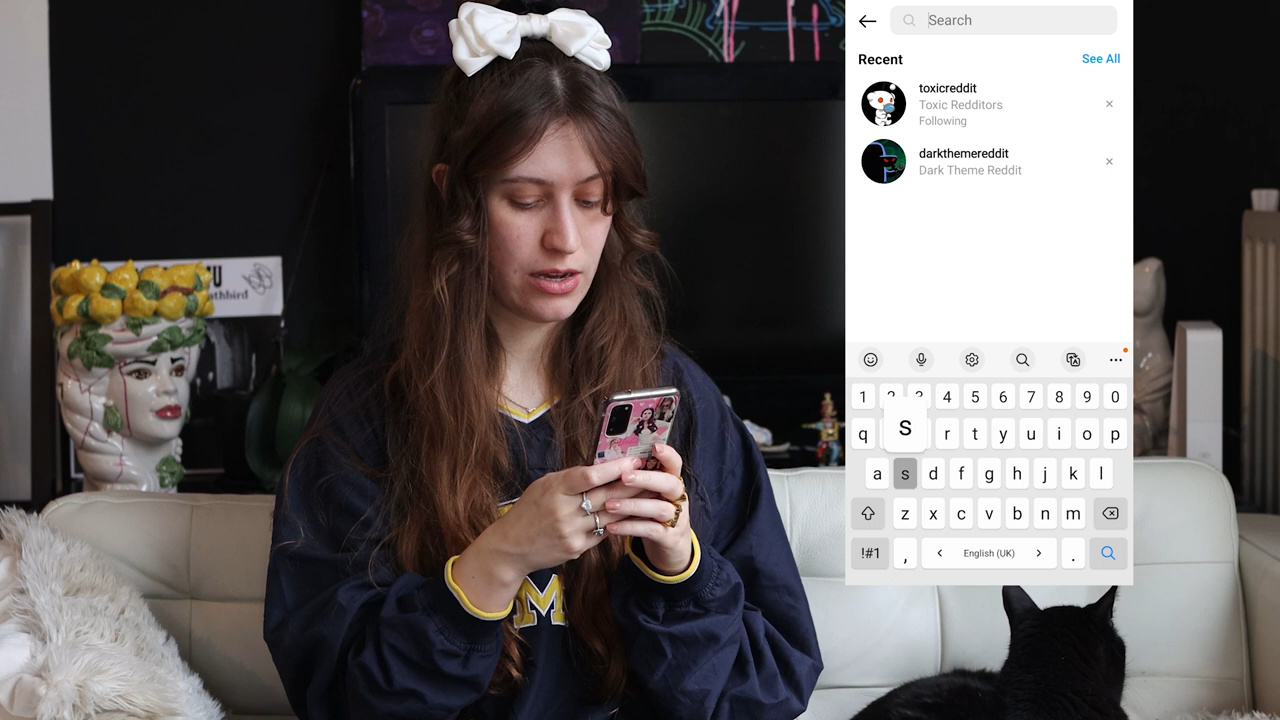 Search
Recent
See All
toxicreddit
Toxic Redditors
Following
darkthemereddit
Dark Theme Reddit
1 4 5 6 7 8 9 0
S
q r t y u i o p
a s d f g h j k l
z x c v b n m
!#1 , English (UK) .
M